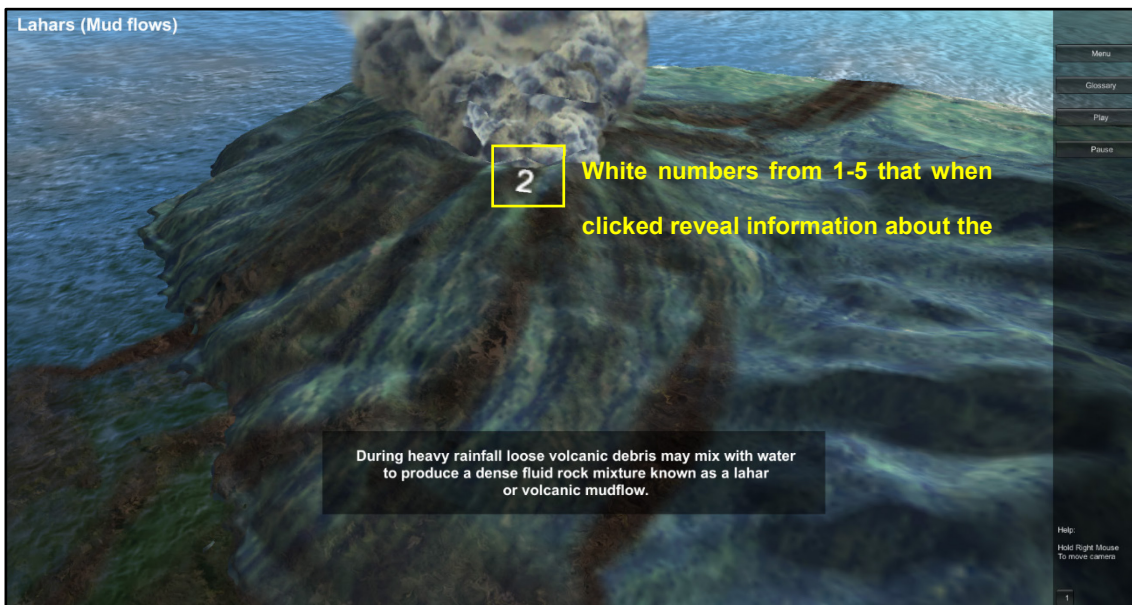 Lahars (Mud flows)
Menu
Glossary
Play
Pause
2
White numbers from 1-5 that when
clicked reveal information about the
During heavy rainfall loose volcanic debris may mix with water
to produce a dense fluid rock mixture known as a lahar
or volcanic mudflow.
Help:
Hold Right Mouse
To move camera
1